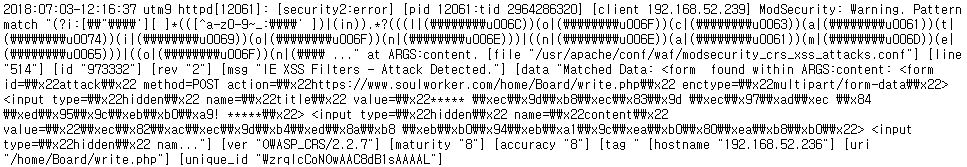 2018:07:03-12:16:37 utm9 httpd[12061]: [security2:error] [pid 12061:tid 2964286320] [client 192.168.52.239] ModSecurity: Warning. Pattern
match "(?i:[₩₩"₩₩₩₩'][ ]*(([^a-z0-9~_:₩₩₩₩' ])|(in)).*?((((l|(₩₩₩₩₩₩₩₩u006C))(o|(₩₩₩₩₩₩₩₩u006F))(c|(₩₩₩₩₩₩₩₩u0063))(a|(₩₩₩₩₩₩₩₩u0061))(t|
(₩₩₩₩₩₩₩₩u0074))(i|(₩₩₩₩₩₩₩₩u0069))(o|(₩₩₩₩₩₩₩₩u006F))(n|(₩₩₩₩₩₩₩₩u006E)))|((n|(₩₩₩₩₩₩₩₩u006E))(a|(₩₩₩₩₩₩₩₩u0061))(m|(₩₩₩₩₩₩₩₩u006D))(e|
(₩₩₩₩₩₩₩₩u0065)))|((o|(₩₩₩₩₩₩₩₩u006F))(n|(₩₩₩₩ ..." at ARGS:content. [file "/usr/apache/conf/waf/modsecurity_crs_xss_attacks.conf"] [line
"514"] [id "973332"] [rev "2"] [msg "IE XSS Filters - Attack Detected."] [data "Matched Data: <form  found within ARGS:content: <form
id=₩₩x22attack₩₩x22 method=POST action=₩₩x22https://www.soulworker.com/home/Board/write.php₩₩x22 enctype=₩₩x22multipart/form-data₩₩x22>
<input type=₩₩x22hidden₩₩x22 name=₩₩x22title₩₩x22 value=₩₩x22***** ₩₩xec₩₩x9d₩₩xb8₩₩xec₩₩x83₩₩x9d ₩₩xec₩₩x97₩₩xad₩₩xec ₩₩x84
₩₩xed₩₩x95₩₩x9c₩₩xeb₩₩xb0₩₩xa9! *****₩₩x22> <input type=₩₩x22hidden₩₩x22 name=₩₩x22content₩₩x22
value=₩₩x22₩₩xec₩₩x82₩₩xac₩₩xec₩₩x9d₩₩xb4₩₩xed₩₩x8a₩₩xb8 ₩₩xeb₩₩xb0₩₩x94₩₩xeb₩₩xa1₩₩x9c₩₩xea₩₩xb0₩₩x80₩₩xea₩₩xb8₩₩xb0₩₩x22> <input
type=₩₩x22hidden₩₩x22 nam..."] [ver "OWASP_CRS/2.2.7"] [maturity "8"] [accuracy "8"] [tag " [hostname "192.168.52.236"] [uri
"/home/Board/write.php"] [unique_id "WzrqIcCoNOwAAC8dB1sAAAAL"]